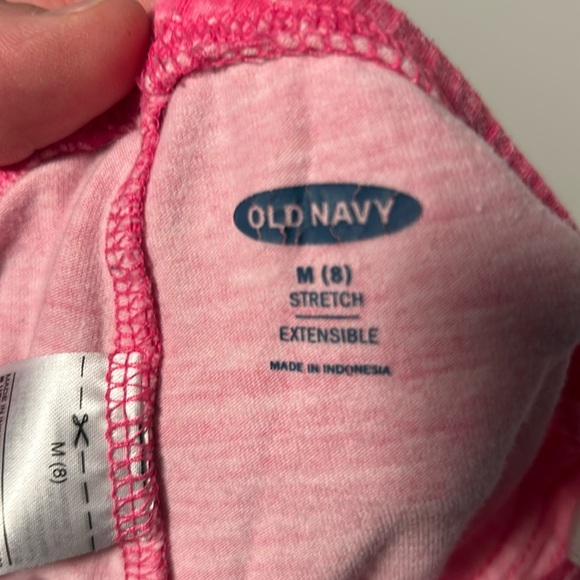 OLD NAVY
M (8)
STRETCH
EXTENSIBLE
MADE IN INDONESIA
M (8)